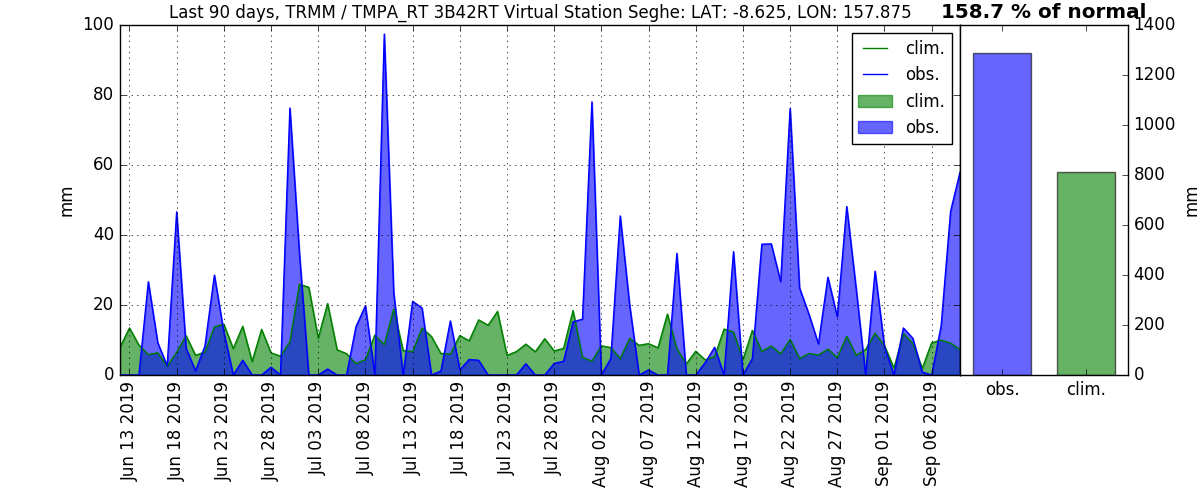 Last 90 days, TRMM / TMPA_RT 3B42RT Virtual Station Seghe: LAT: -8.625, LON: 157.875
158.7 % of normal
100
80
60
40
20
0
mm
clim.
obs.
clim.
obs.
1400
1200
1000
800
600
400
200
0
mm
Jun 13 2019
Jun 18 2019
Jun 23 2019
Jun 28 2019
Jul 03 2019
Jul 08 2019
Jul 13 2019
Jul 18 2019
Jul 23 2019
Jul 28 2019
Aug 02 2019
Aug 07 2019
Aug 12 2019
Aug 17 2019
Aug 22 2019
Aug 27 2019
Sep 01 2019
Sep 06 2019
obs.
clim.